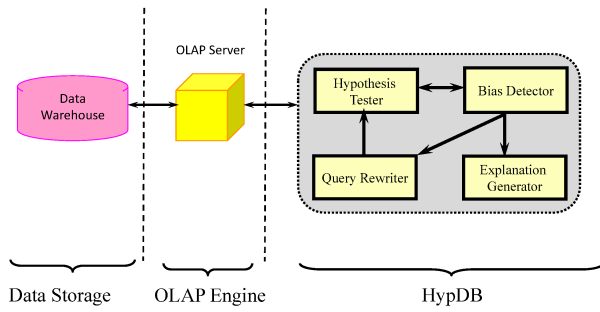 OLAP Server
Data
Warehouse
Hypothesis
Tester
Bias Detector
Query Rewriter
Explanation
Generator
Data Storage
OLAP Engine
HypDB